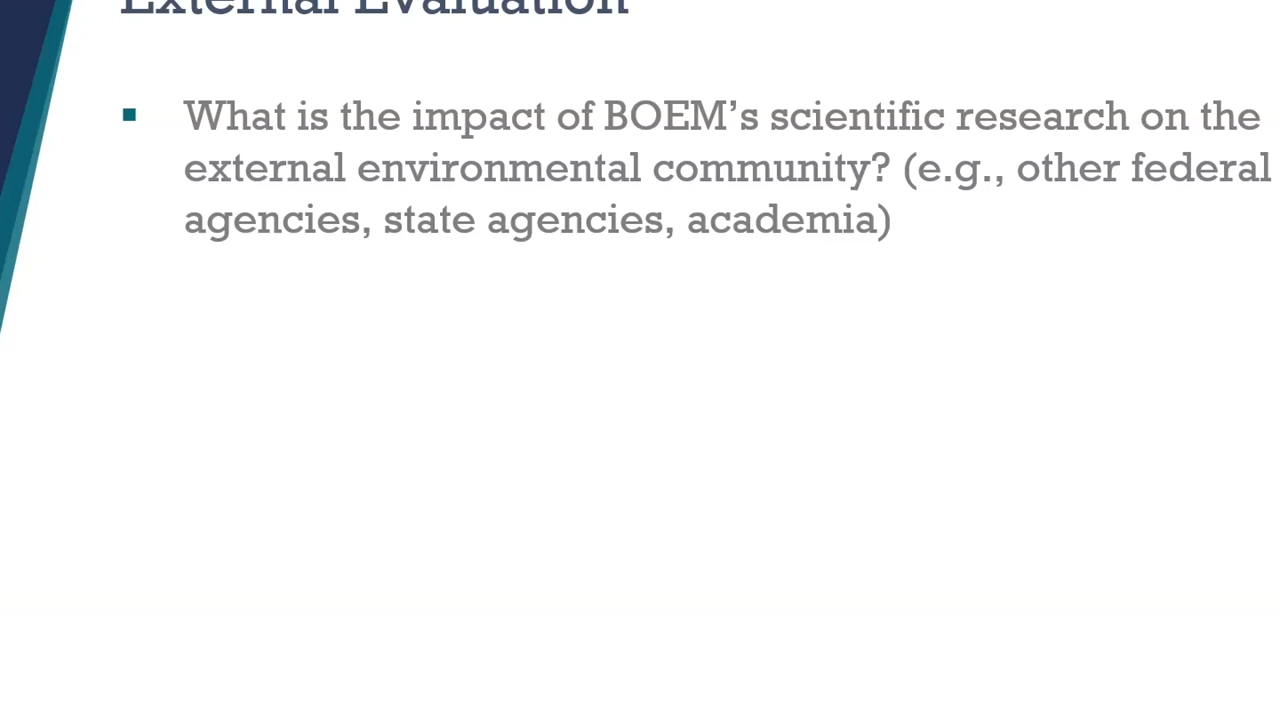 External Evaluation
What is the impact of BOEM’s scientific research on the
external environmental community? (e.g., other federal
agencies, state agencies, academia)